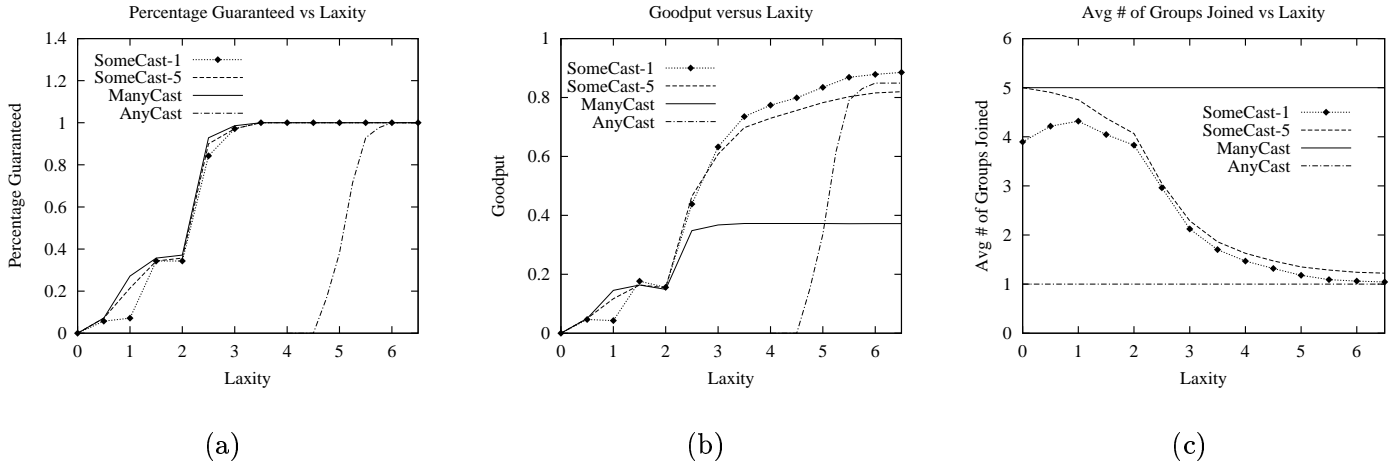 Percentage Guaranteed vs Laxity
1.4
1.2
1
0.8
0.6
0.4
0.2
0
Percentage Guaranteed
SomeCast-1
SomeCast-5
ManyCast
AnyCast
0 1 2 3 4 5 6
Laxity
(a)
Goodput versus Laxity
1
0.8
0.6
0.4
0.2
0
Goodput
SomeCast-1
SomeCast-5
ManyCast
AnyCast
0 1 2 3 4 5 6
Laxity
(b)
Avg # of Groups Joined vs Laxity
6
5
4
3
2
1
0
Avg # of Groups Joined
SomeCast-1
SomeCast-5
ManyCast
AnyCast
0 1 2 3 4 5 6
Laxity
(c)